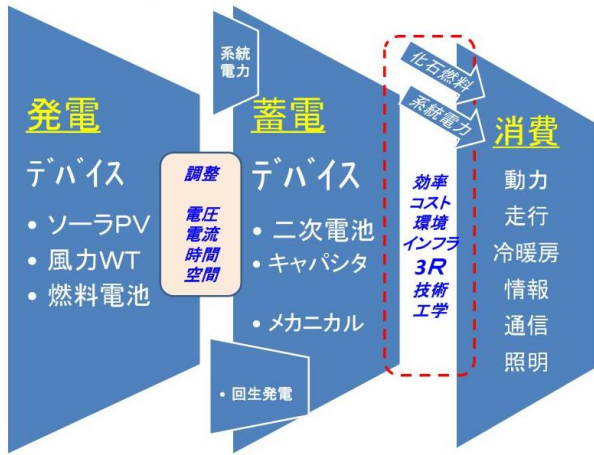 発電
デバイス
• ソーラPV
• 風力WT
• 燃料電池
調整
電圧
電流
時間
空間
系統
電力
蓄電
デバイス
• 二次電池
• キャパシタ
• メカニカル
• 回生発電
化石燃料
系統電力
効率
コスト
環境
インフラ
3R
技術
工学
消費
動力
走行
冷暖房
情報
通信
照明